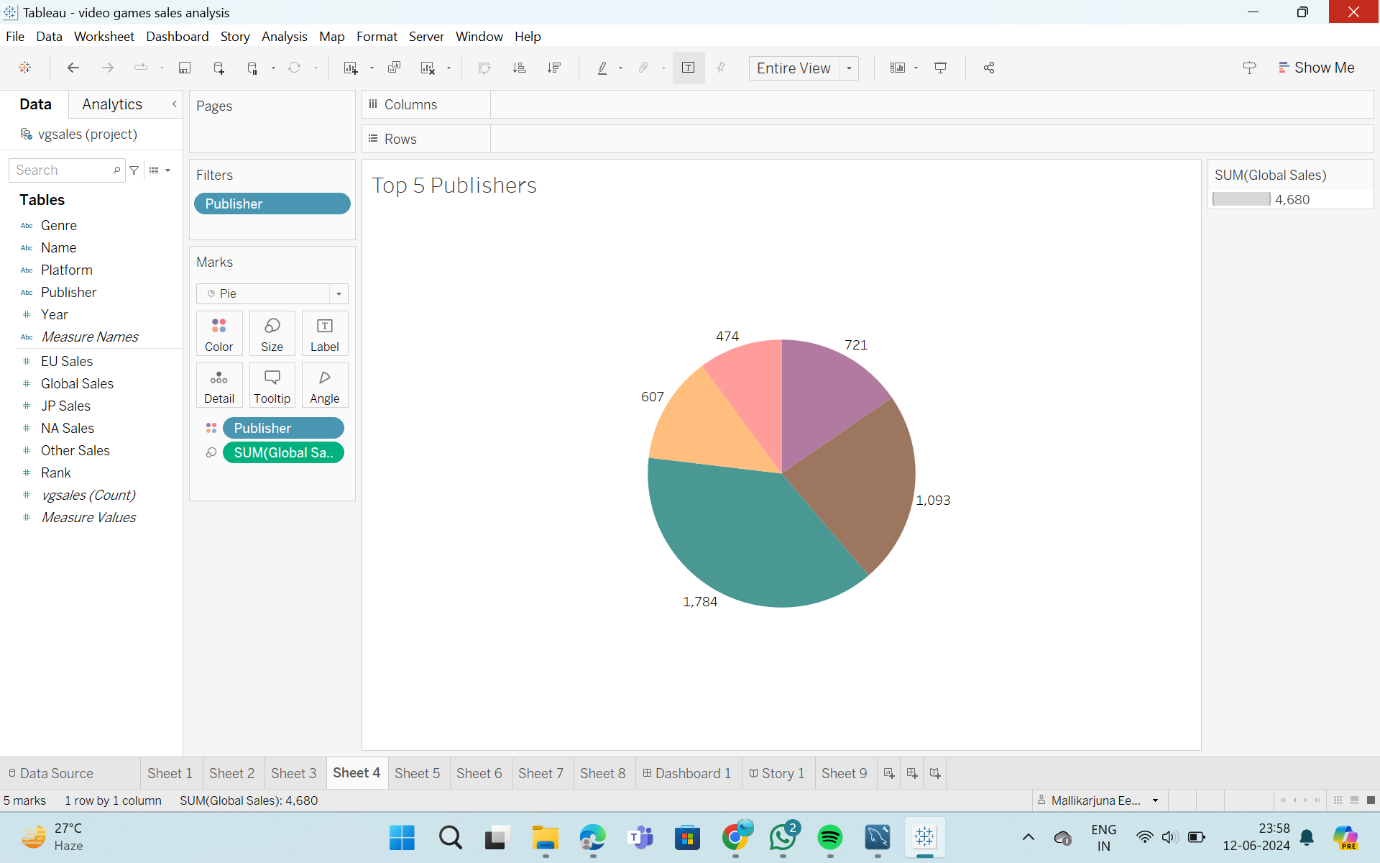 Tableau - video games sales analysis
File Data Worksheet Dashboard Story Analysis Map Format Server Window Help
Entire View
Show Me
Data Analytics
vgsales (project)
Search
Tables
Abc Genre
Abc Name
Abc Platform
Abc Publisher
# Year
Abc Measure Names
# EU Sales
# Global Sales
# JP Sales
# NA Sales
# Other Sales
# Rank
# vgsales (Count)
# Measure Values
Pages
Filters
Publisher
Marks
Pie
Color Size Label
Detail Tooltip Angle
Publisher
SUM(Global Sa..
Columns
Rows
Top 5 Publishers
474
721
607
1,093
1,784
SUM(Global Sales)
4,680
Data Source Sheet 1 Sheet 2 Sheet 3 Sheet 4 Sheet 5 Sheet 6 Sheet 7 Sheet 8 Dashboard 1 Story 1 Sheet 9
5 marks 1 row by 1 column SUM(Global Sales): 4,680
Mallikarjuna Ee...
27°C
Haze
2
ENG
IN
23:58
12-06-2024
PRE